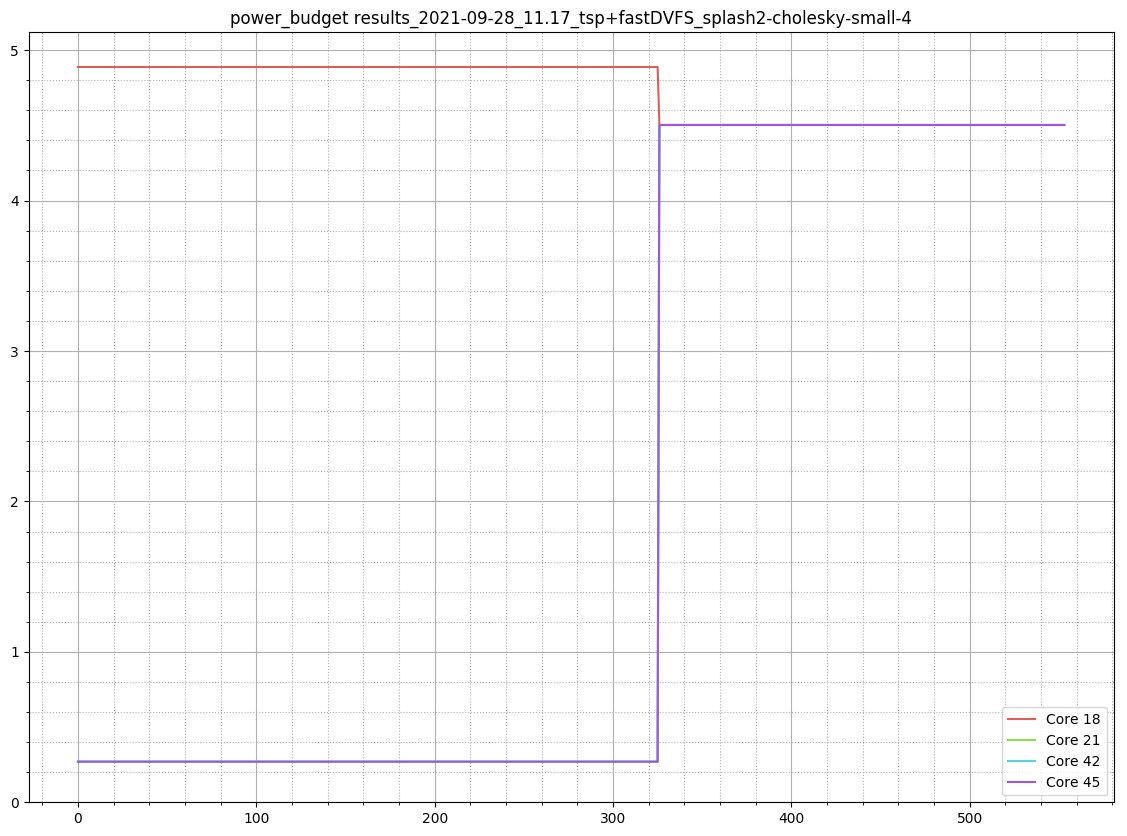 power_budget results_2021-09-28_11.17_tsp+fastDVFS_splash2-cholesky-small-4
5
4
3
2
1
0
0 100 200 300 400 500
Core 18
Core 21
Core 42
Core 45